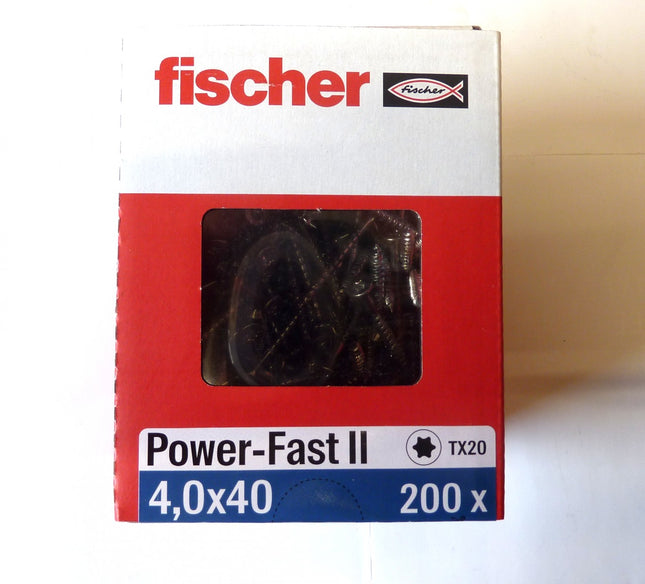 fischer fischer
Power-Fast II TX20
4,0x40 200 x